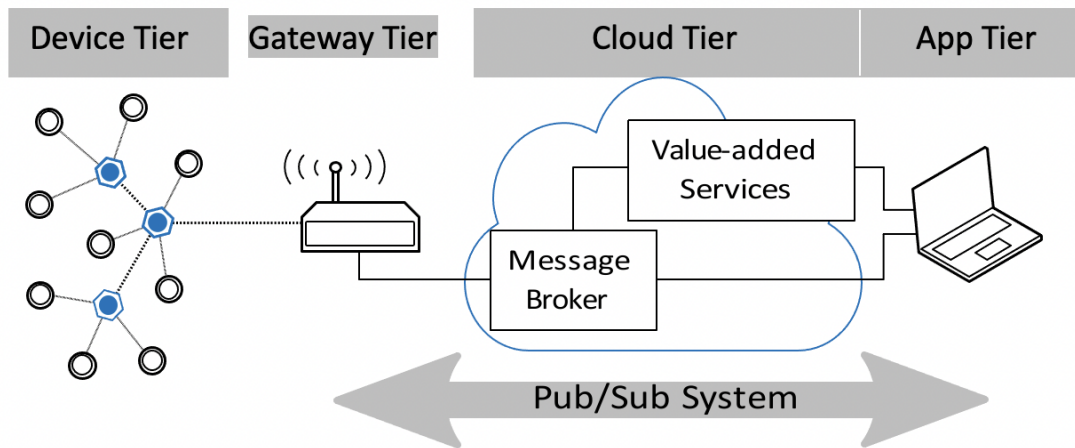 Device Tier
Gateway Tier
Cloud Tier
App Tier
Value-added
Services
Message
Broker
Pub/Sub System